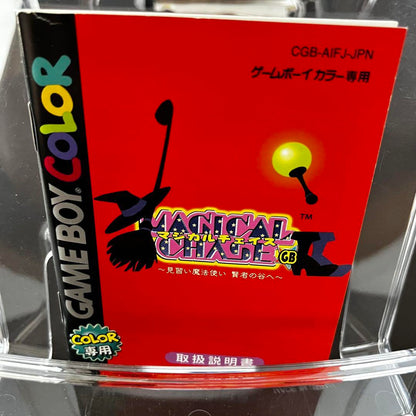 CGB-AIFJ-JPN
ゲームボーイカラー専用
GAME BOY COLOR
TM
MAGICAL
マジカルチェイス
CHASE
GB
～見習い魔法使い 賢者の谷へ～
COLOR
専用
取扱説明書